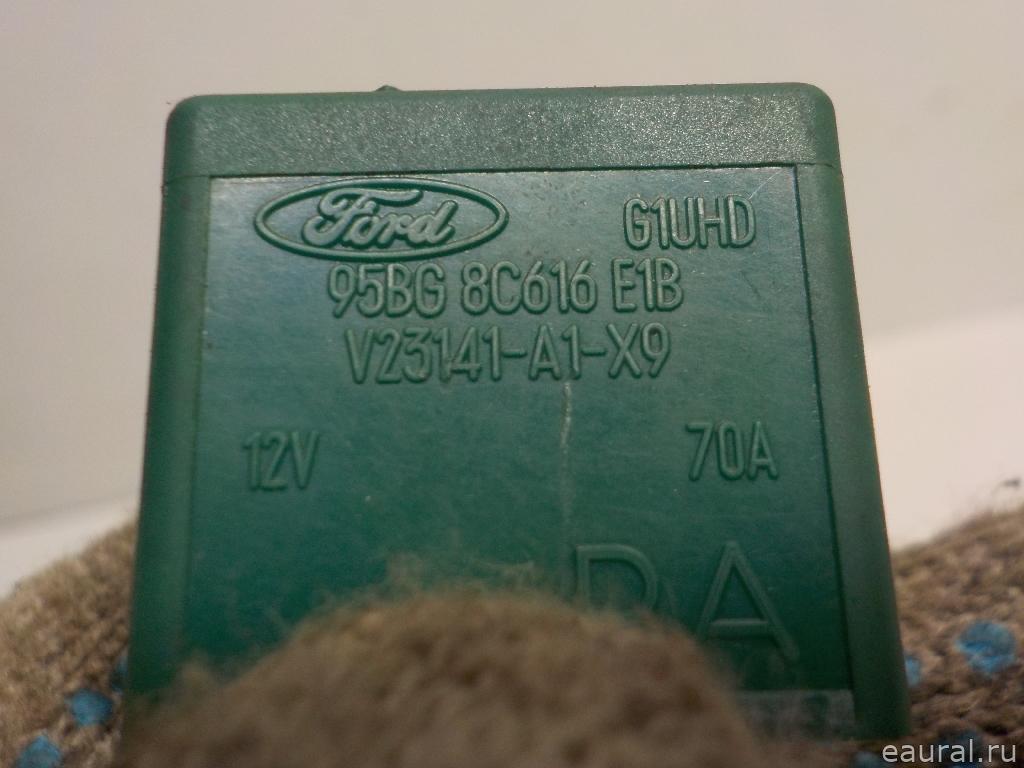 Ford G1UHD
95BG 8C616 E1B
V23141-A1-X9
12V 70A
eaural.ru